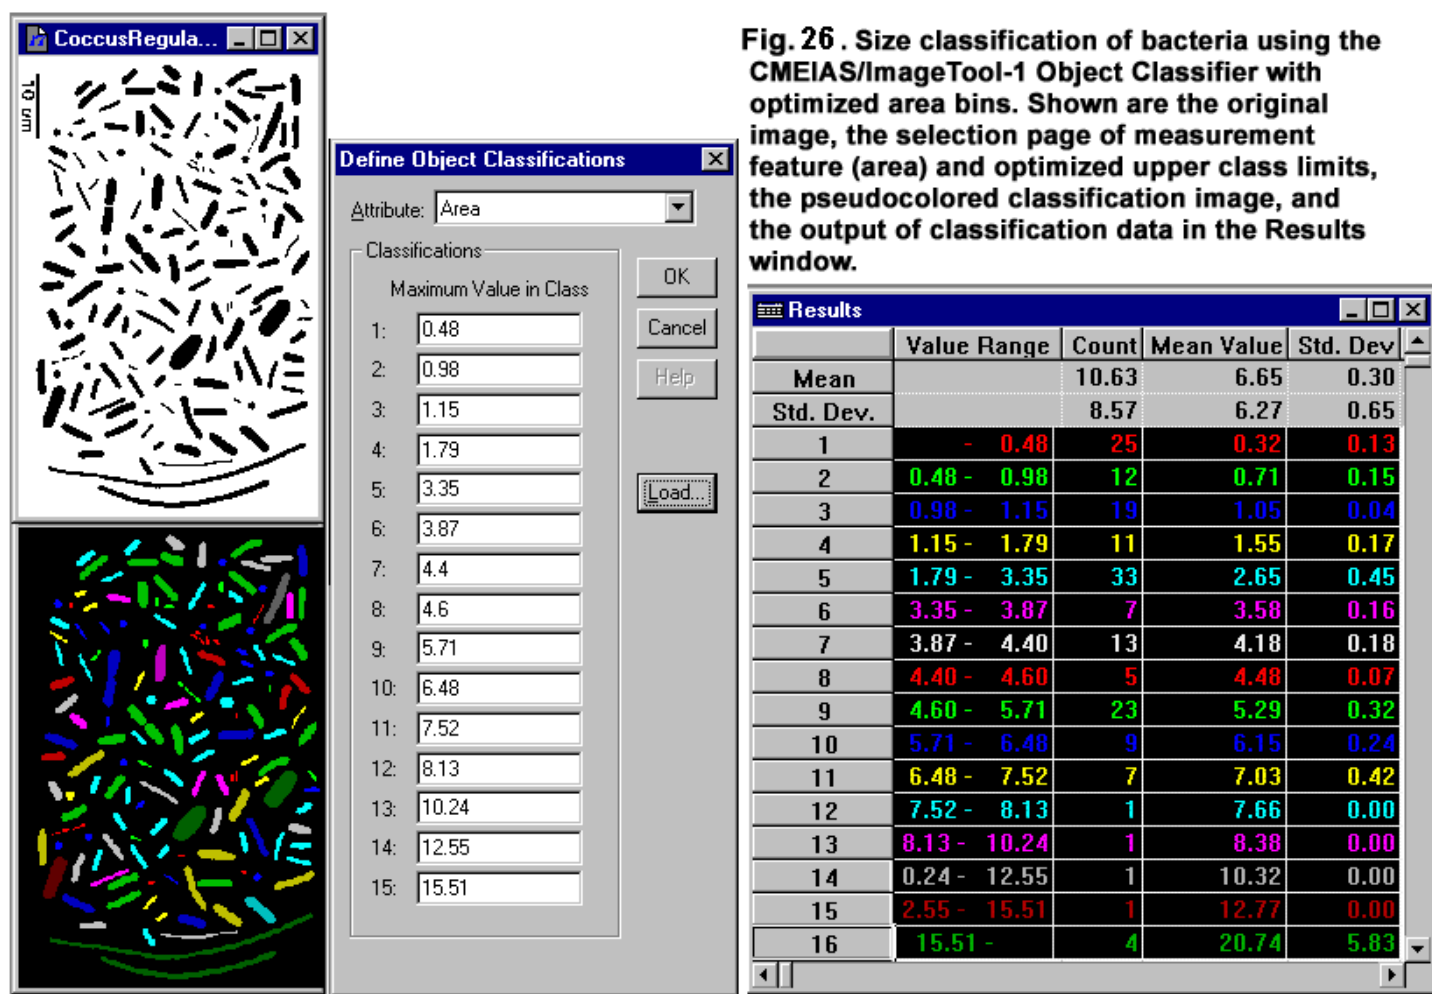 CoccusRegula...
10 um
Fig. 26 . Size classification of bacteria using the
CMEIAS/ImageTool-1 Object Classifier with
optimized area bins. Shown are the original
image, the selection page of measurement
feature (area) and optimized upper class limits,
the pseudocolored classification image, and
the output of classification data in the Results
window.
Define Object Classifications
Attribute: Area
Classifications
Maximum Value in Class
1: 0.48
2: 0.98
3: 1.15
4: 1.79
5: 3.35
6: 3.87
7: 4.4
8: 4.6
9: 5.71
10: 6.48
11: 7.52
12: 8.13
13: 10.24
14: 12.55
15: 15.51
OK
Cancel
Help
Load...
Results
Value Range Count Mean Value Std. Dev
Mean 10.63 6.65 0.30
Std. Dev. 8.57 6.27 0.65
1 - 0.48 25 0.32 0.13
2 0.48 - 0.98 12 0.71 0.15
3 0.98 - 1.15 19 1.05 0.04
4 1.15 - 1.79 11 1.55 0.17
5 1.79 - 3.35 33 2.65 0.45
6 3.35 - 3.87 7 3.58 0.16
7 3.87 - 4.40 13 4.18 0.18
8 4.40 - 4.60 5 4.48 0.07
9 4.60 - 5.71 23 5.29 0.32
10 5.71 - 6.48 9 6.15 0.24
11 6.48 - 7.52 7 7.03 0.42
12 7.52 - 8.13 1 7.66 0.00
13 8.13 - 10.24 1 8.38 0.00
14 0.24 - 12.55 1 10.32 0.00
15 2.55 - 15.51 1 12.77 0.00
16 15.51 - 4 20.74 5.83